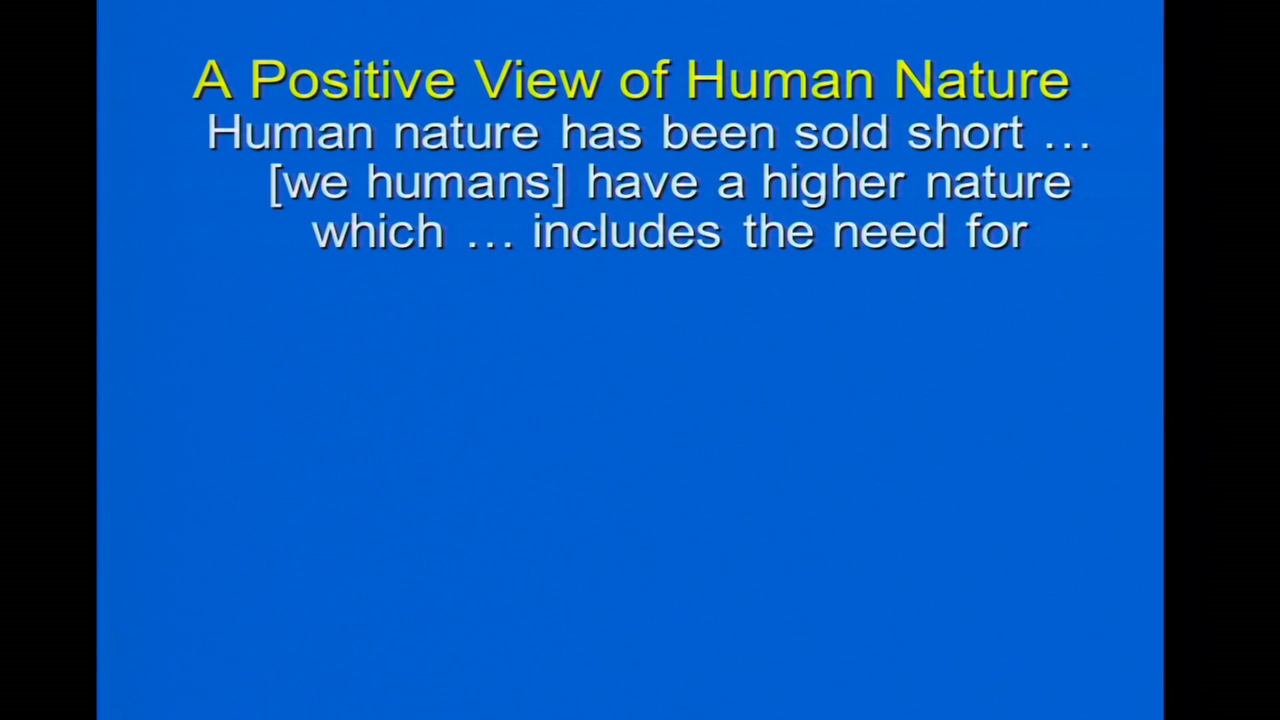 A Positive View of Human Nature
Human nature has been sold short …
[we humans] have a higher nature
which … includes the need for